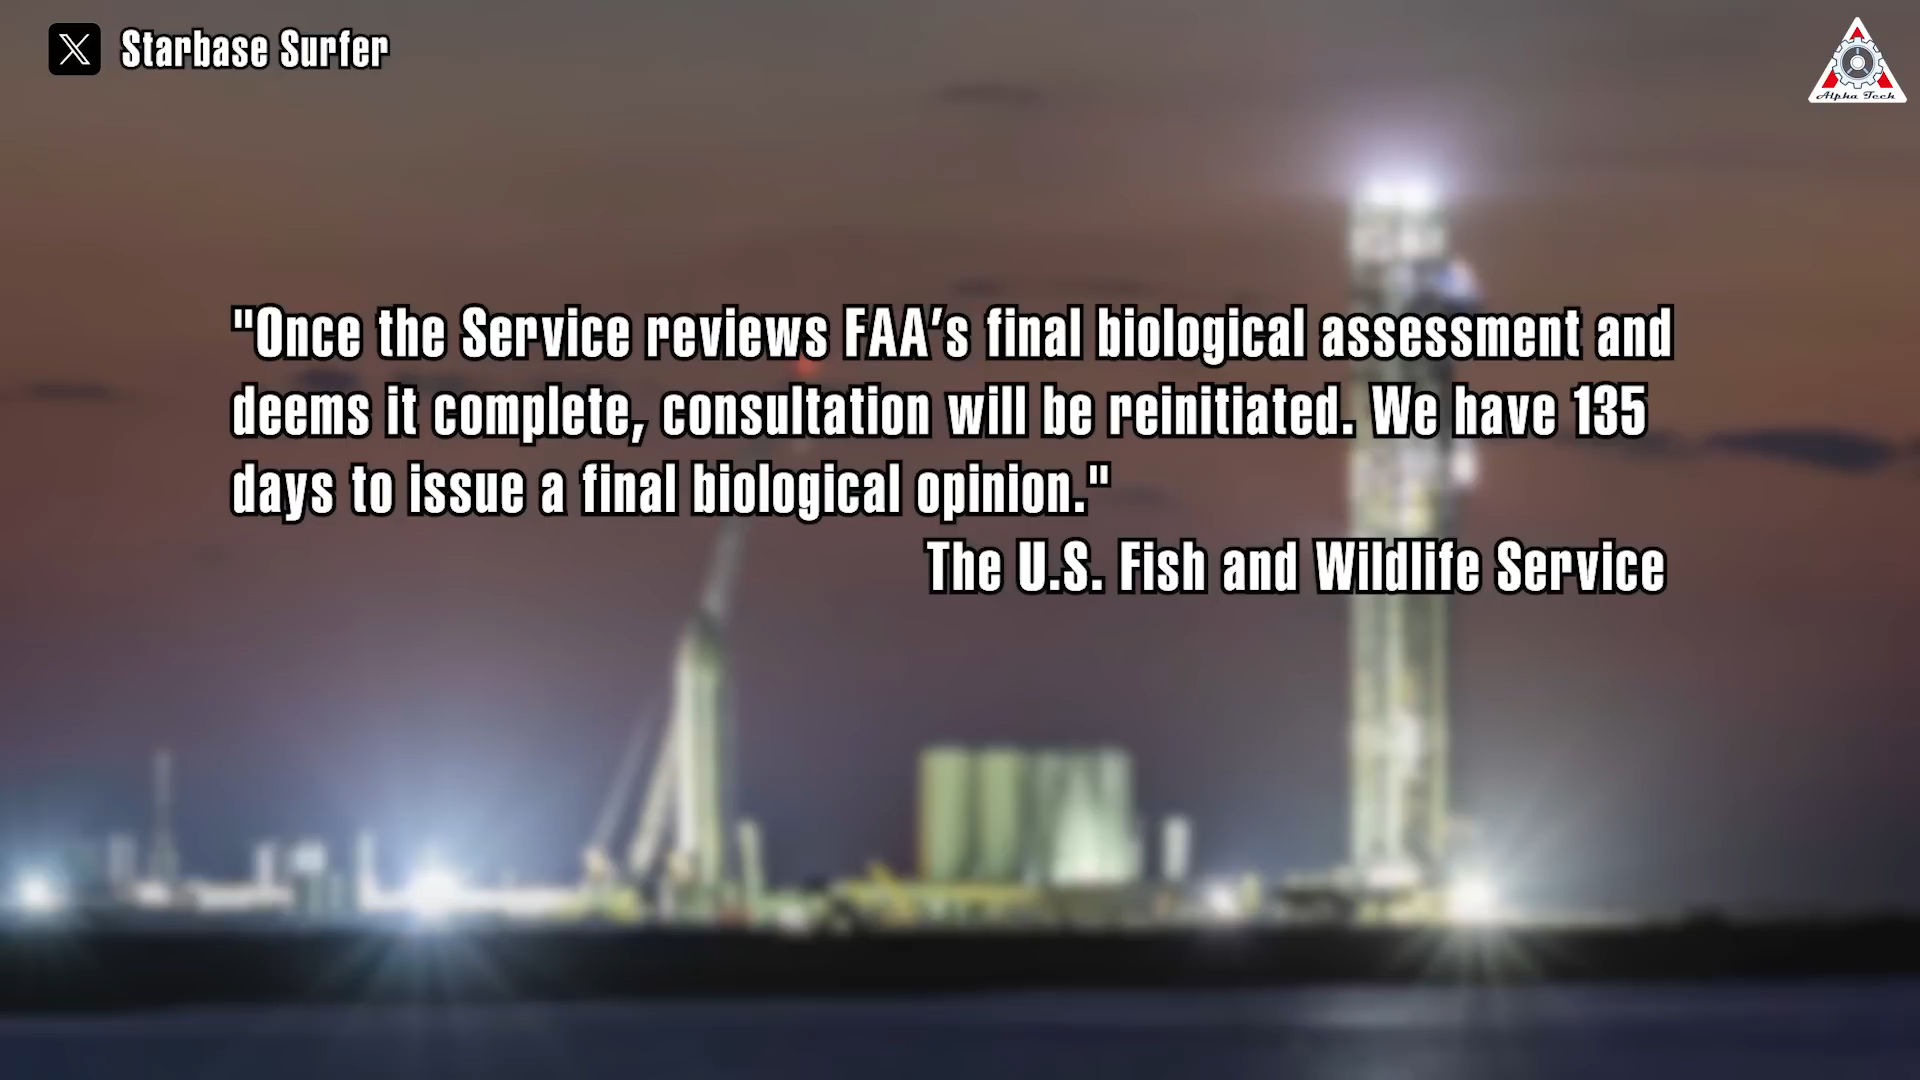 Starbase Surfer
Alpha Tech
"Once the Service reviews FAA’s final biological assessment and
deems it complete, consultation will be reinitiated. We have 135
days to issue a final biological opinion."
The U.S. Fish and Wildlife Service